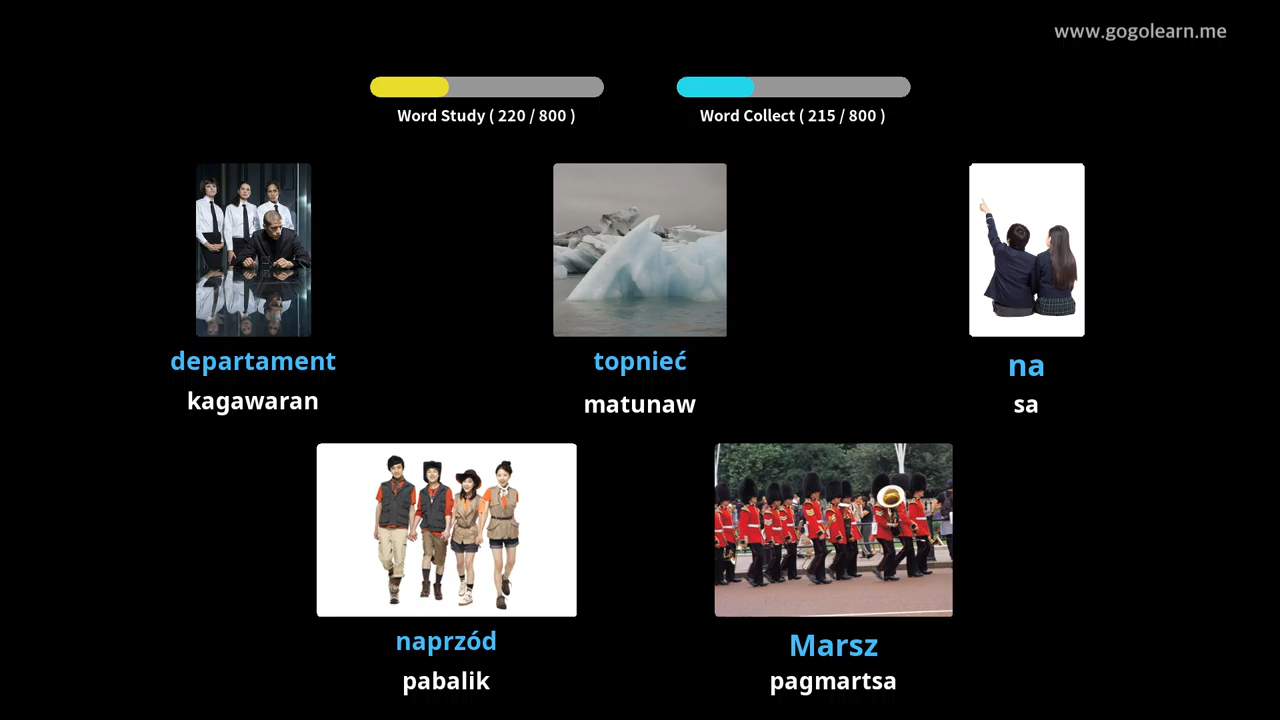 www.gogolearn.me
Word Study ( 220 / 800 )
Word Collect ( 215 / 800 )
departament
kagawaran
topnieć
matunaw
na
sa
naprzód
pabalik
Marsz
pagmartsa